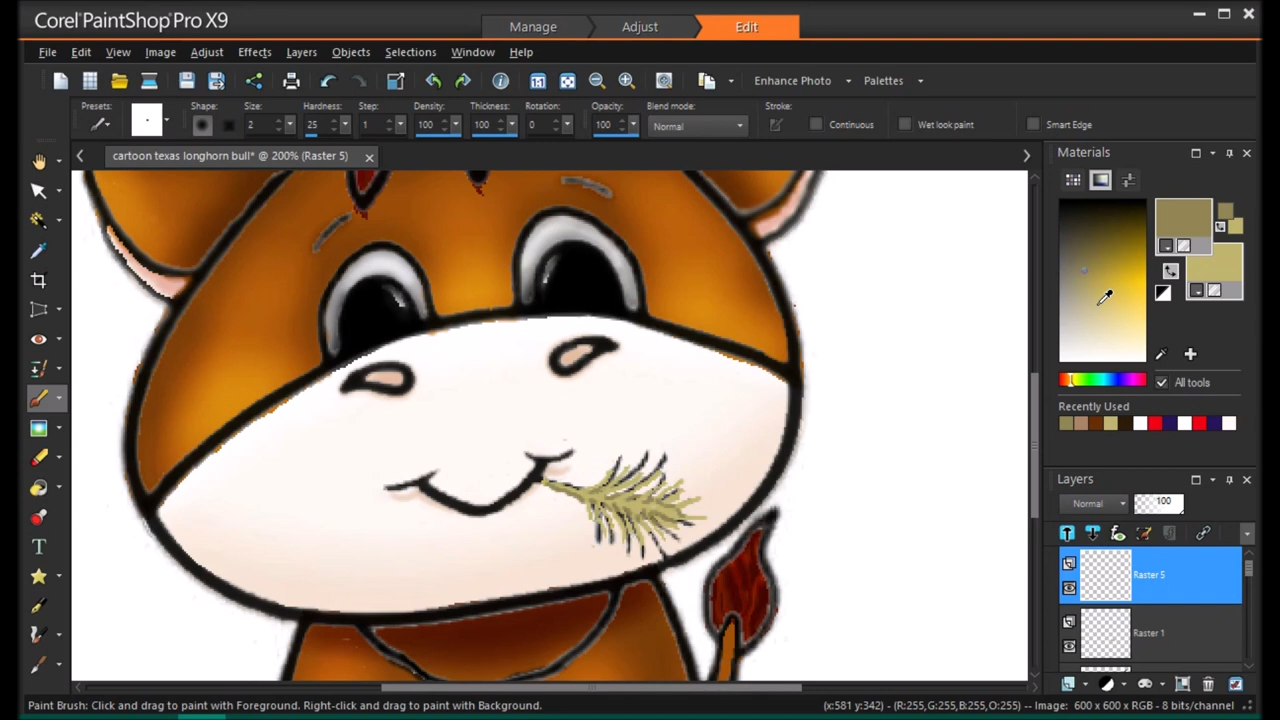 Corel PaintShop Pro X9
Manage Adjust Edit
File Edit View Image Adjust Effects Layers Objects Selections Window Help
1:1 Enhance Photo Palettes
Presets: Shape: Size: Hardness: Step: Density: Thickness: Rotation: Opacity: Blend mode: Stroke:
2 25 1 100 100 0 100 Normal Continuous Wet look paint Smart Edge
cartoon texas longhorn bull* @ 200% (Raster 5)
Materials
All tools
Recently Used
Layers
Normal 100
Raster 5
Raster 1
Paint Brush: Click and drag to paint with Foreground. Right-click and drag to paint with Background.
(x:581 y:342) -- (R:255,G:255,B:255,O:255) -- Image: 600 x 600 x RGB - 8 bits/channel